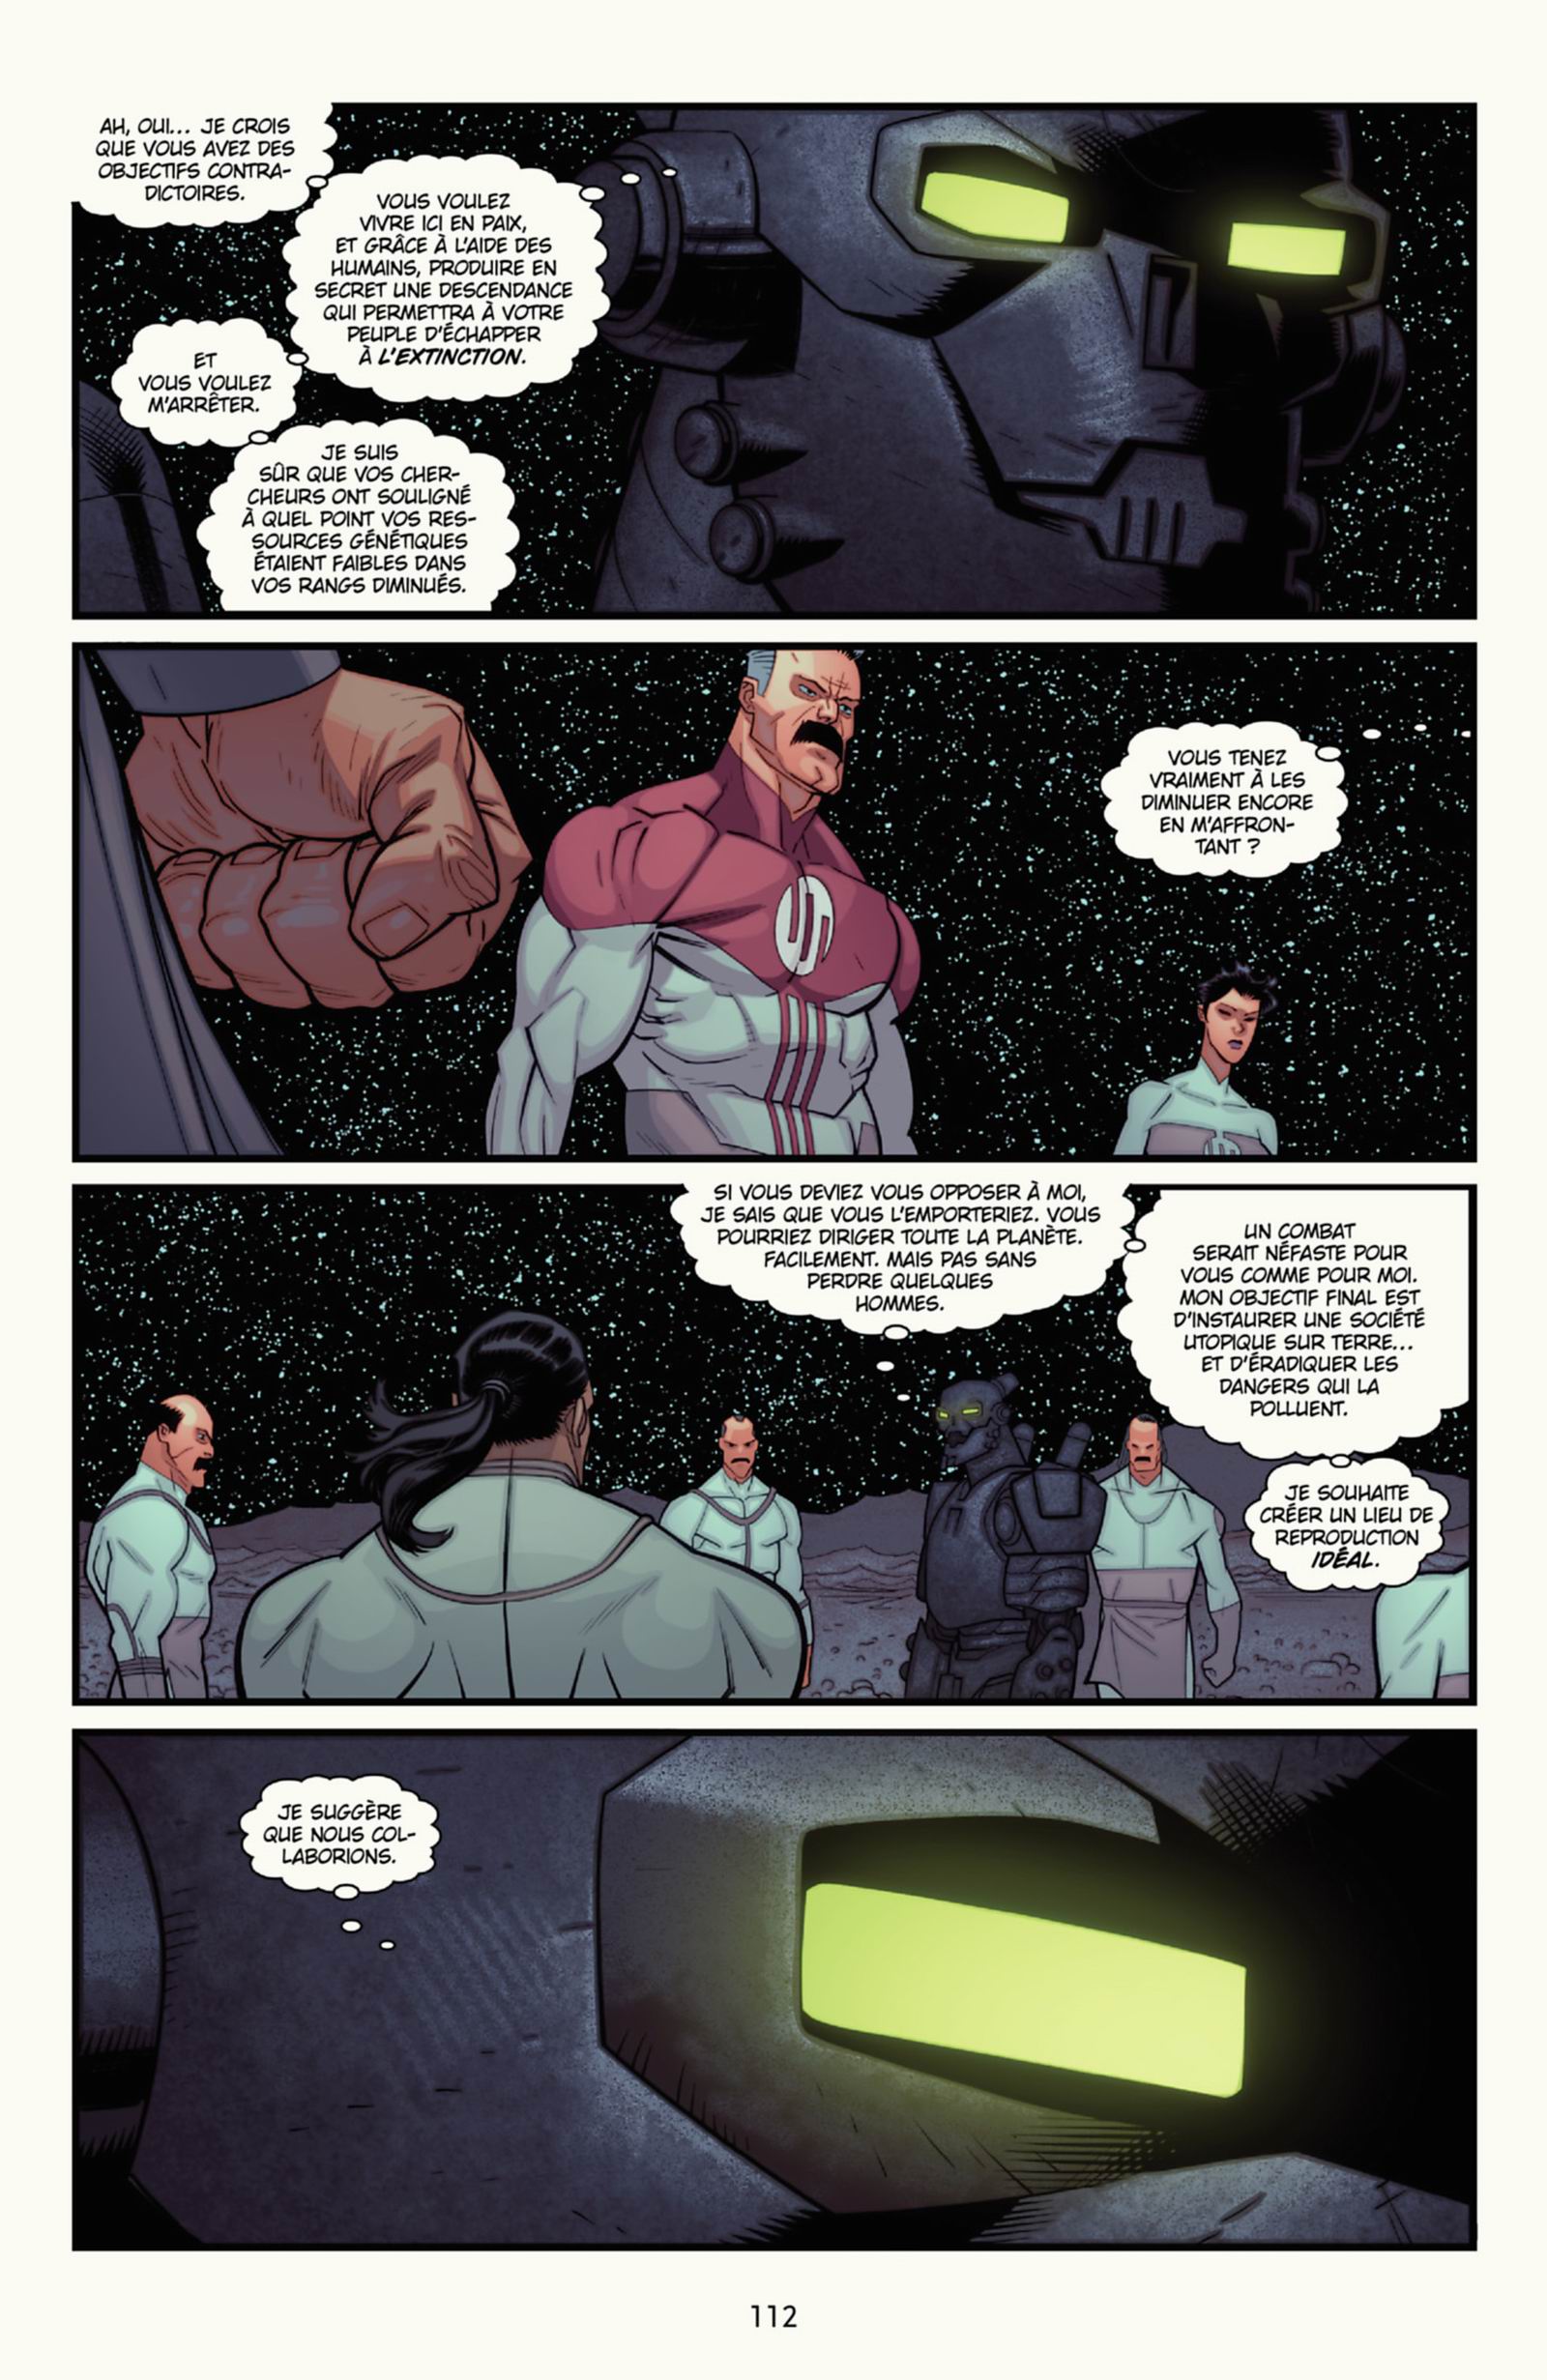 AH, OUI... JE CROIS
QUE VOUS AVEZ DES
OBJECTIFS CONTRA-
DICTOIRES.
VOUS VOULEZ
VIVRE ICI EN PAIX,
ET GRÂCE À L'AIDE DES
HUMAINS, PRODUIRE EN
SECRET UNE DESCENDANCE
QUI PERMETTRA À VOTRE
PEUPLE D'ÉCHAPPER
À L'EXTINCTION.
ET
VOUS VOULEZ
M'ARRÊTER.
JE SUIS
SÛR QUE VOS CHER-
CHEURS ONT SOULIGNÉ
À QUEL POINT VOS RES-
SOURCES GÉNÉTIQUES
ÉTAIENT FAIBLES DANS
VOS RANGS DIMINUÉS.
VOUS TENEZ
VRAIMENT À LES
DIMINUER ENCORE
EN M'AFFRON-
TANT ?
SI VOUS DEVIEZ VOUS OPPOSER À MOI,
JE SAIS QUE VOUS L'EMPORTERIEZ. VOUS
POURRIEZ DIRIGER TOUTE LA PLANÈTE.
FACILEMENT. MAIS PAS SANS
PERDRE QUELQUES
HOMMES.
UN COMBAT
SERAIT NÉFASTE POUR
VOUS COMME POUR MOI.
MON OBJECTIF FINAL EST
D'INSTAURER UNE SOCIÉTÉ
UTOPIQUE SUR TERRE...
ET D'ÉRADIQUER LES
DANGERS QUI LA
POLLUENT.
JE SOUHAITE
CRÉER UN LIEU DE
REPRODUCTION
IDÉAL.
JE SUGGÈRE
QUE NOUS COL-
LABORIONS.
112